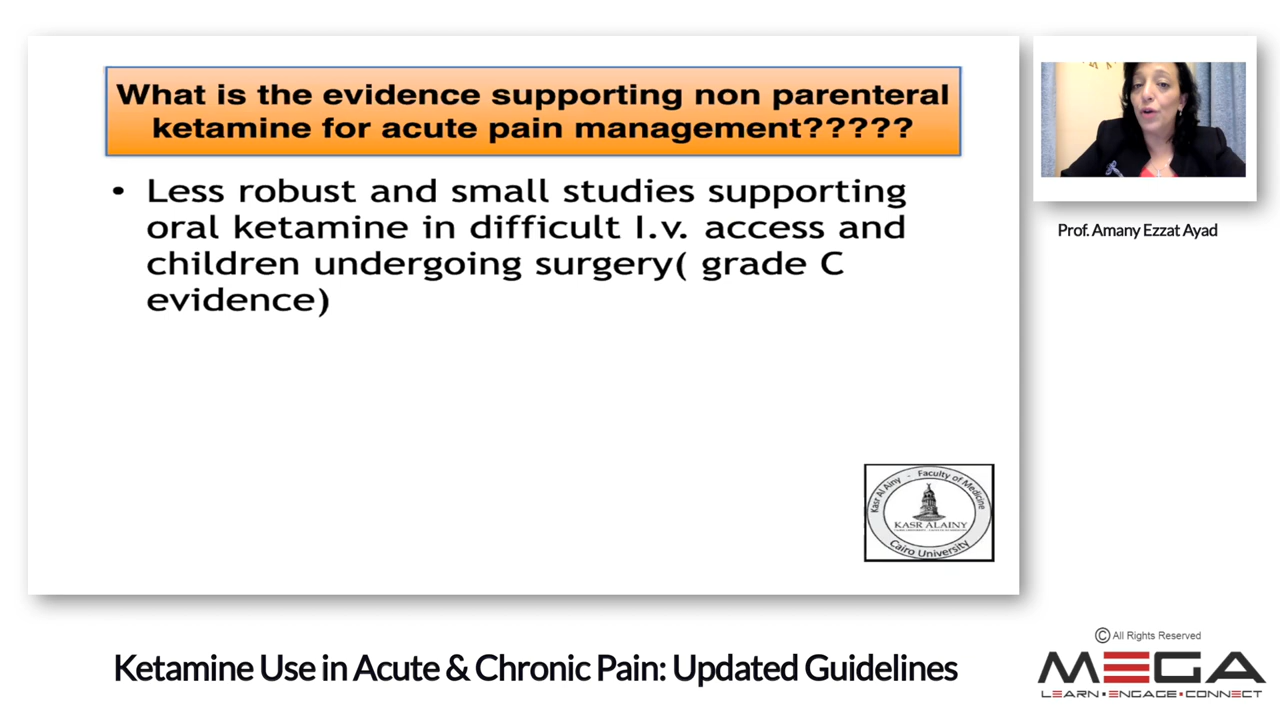 What is the evidence supporting non parenteral
ketamine for acute pain management?????
• Less robust and small studies supporting
oral ketamine in difficult I.v. access and
children undergoing surgery( grade C
evidence)
Kasr Al Ainy - Faculty of Medicine
KASR ALAINY
Cairo University
Prof. Amany Ezzat Ayad
Ketamine Use in Acute & Chronic Pain: Updated Guidelines
© All Rights Reserved
MEGA
LEARN•ENGAGE•CONNECT